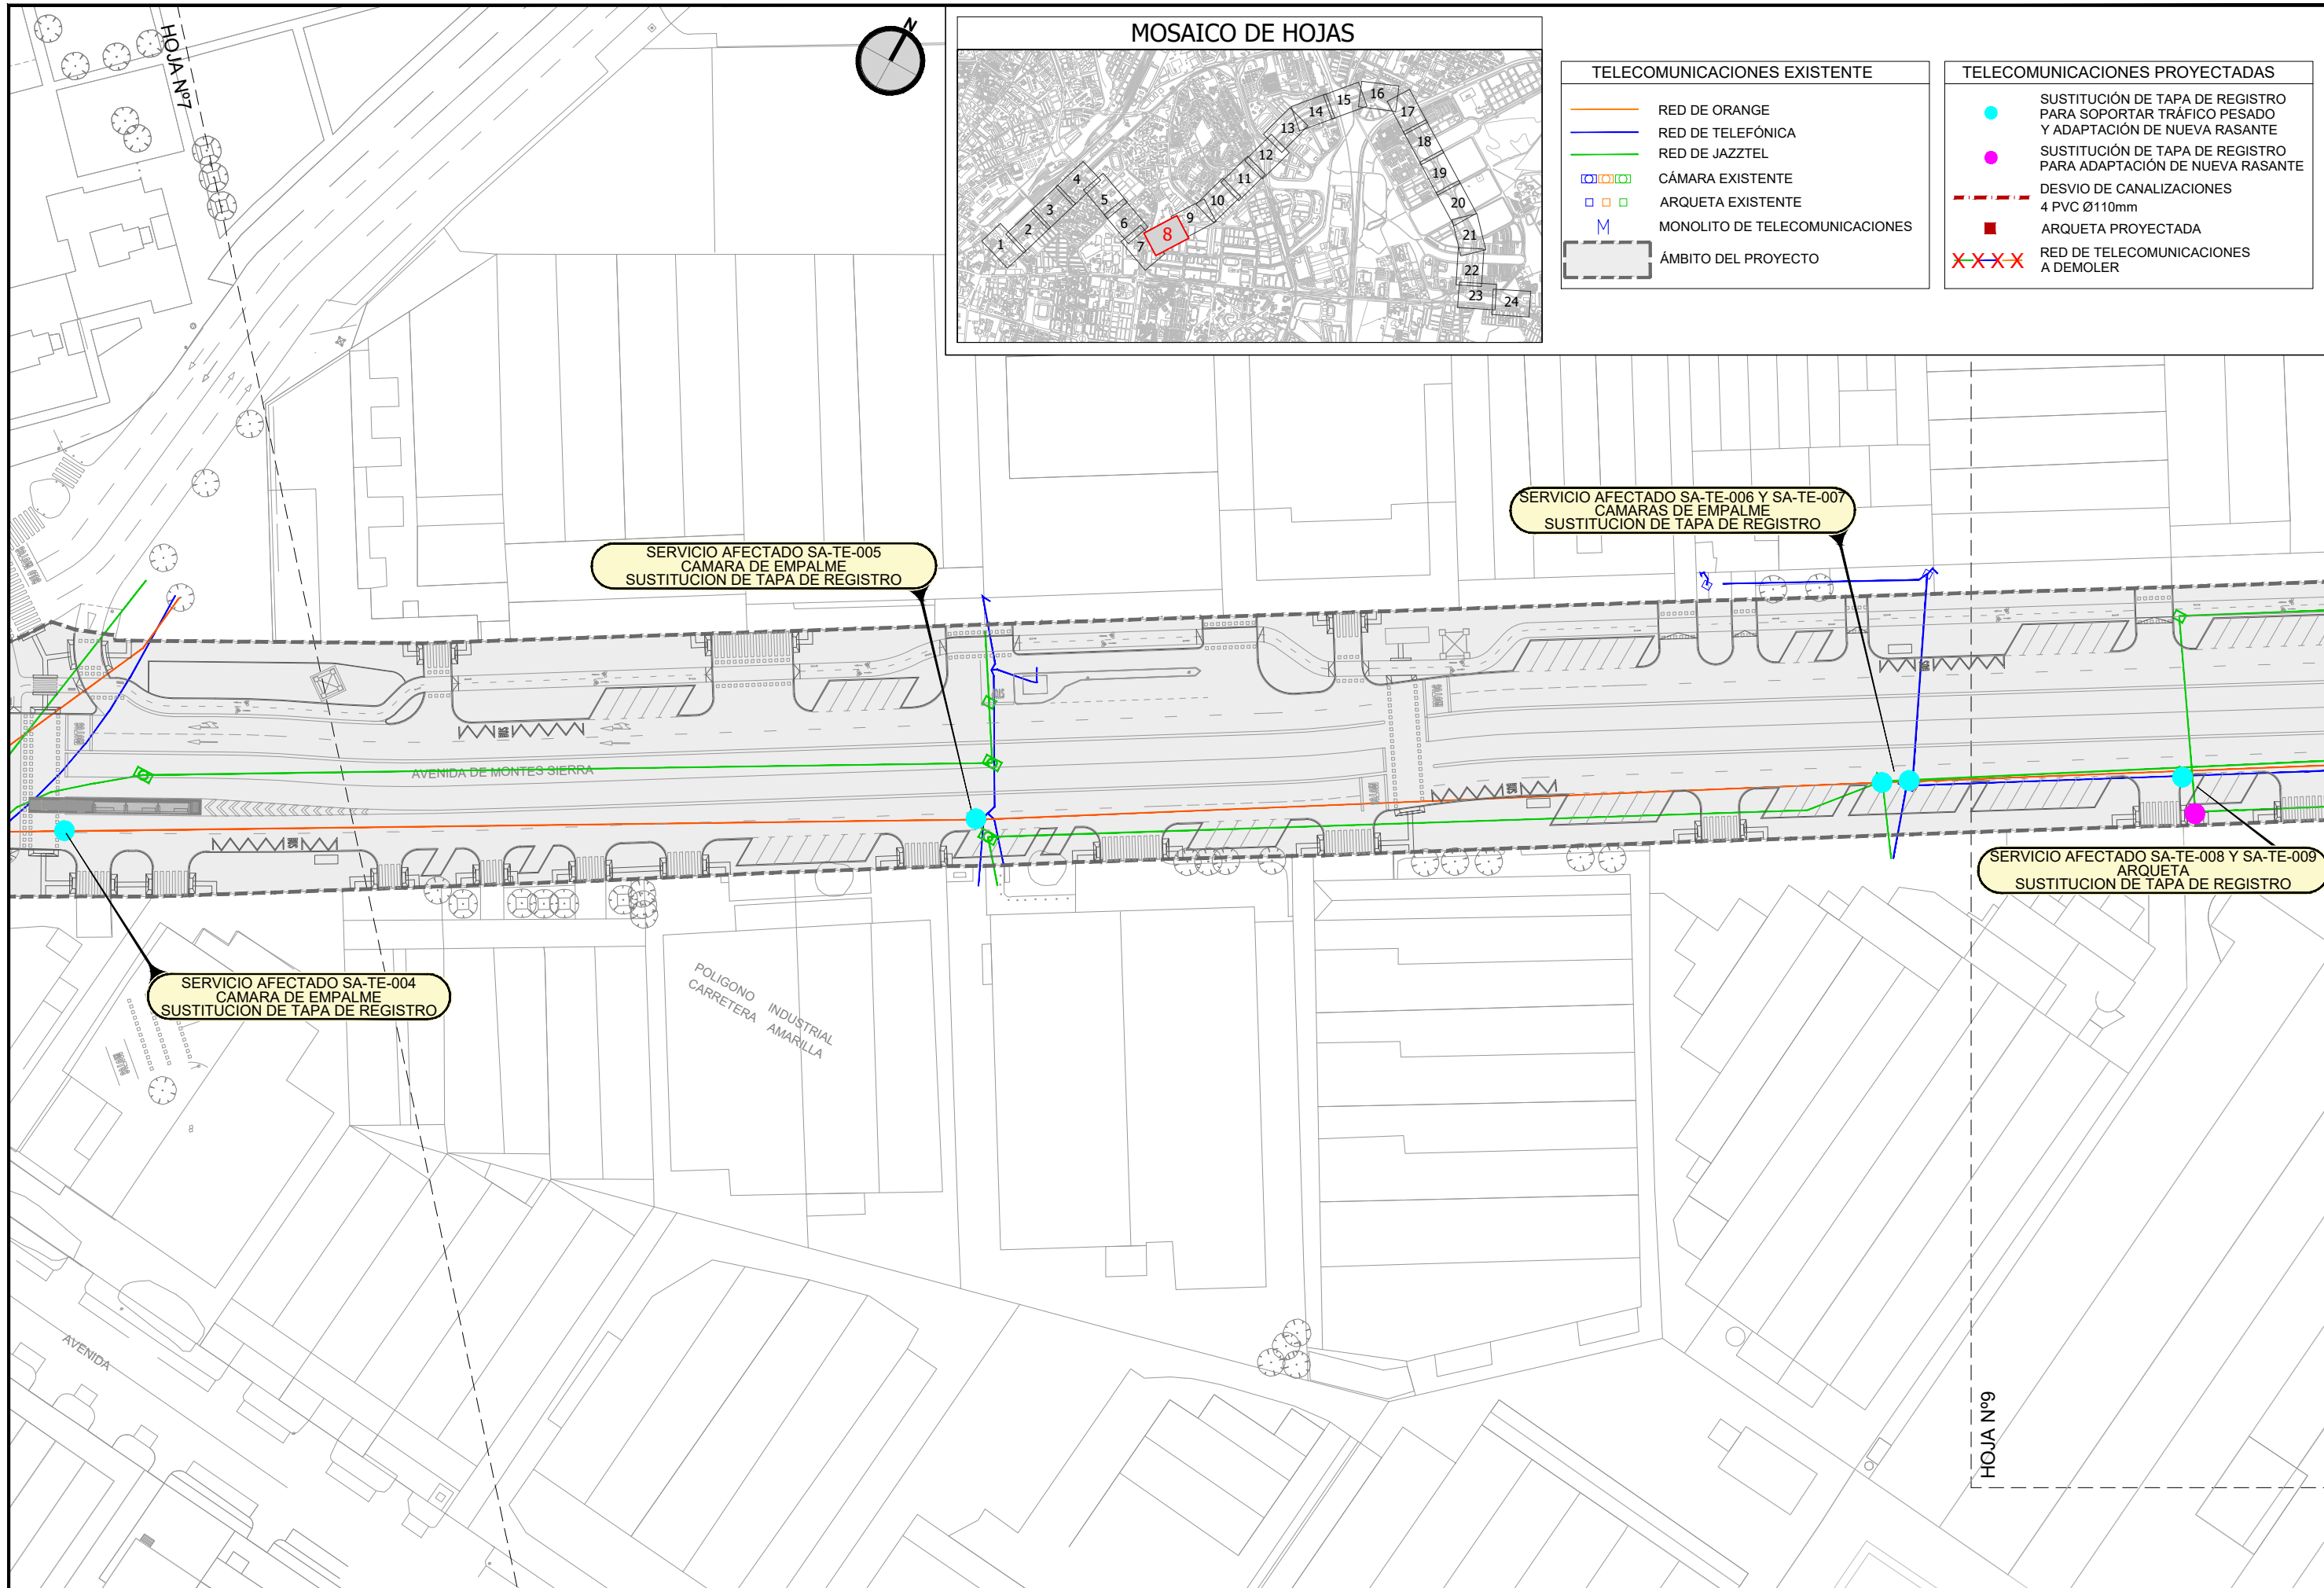 HOJA Nº7
N
MOSAICO DE HOJAS
1
2
3
4
5
6
7
8
9
10
11
12
13
14
15
16
17
18
19
20
21
22
23
24
TELECOMUNICACIONES EXISTENTE
RED DE ORANGE
RED DE TELEFÓNICA
RED DE JAZZTEL
CÁMARA EXISTENTE
ARQUETA EXISTENTE
M MONOLITO DE TELECOMUNICACIONES
ÁMBITO DEL PROYECTO
TELECOMUNICACIONES PROYECTADAS
SUSTITUCIÓN DE TAPA DE REGISTRO
PARA SOPORTAR TRÁFICO PESADO
Y ADAPTACIÓN DE NUEVA RASANTE
SUSTITUCIÓN DE TAPA DE REGISTRO
PARA ADAPTACIÓN DE NUEVA RASANTE
DESVIO DE CANALIZACIONES
4 PVC Ø110mm
ARQUETA PROYECTADA
RED DE TELECOMUNICACIONES
A DEMOLER
SERVICIO AFECTADO SA-TE-006 Y SA-TE-007
CAMARAS DE EMPALME
SUSTITUCION DE TAPA DE REGISTRO
SERVICIO AFECTADO SA-TE-005
CAMARA DE EMPALME
SUSTITUCION DE TAPA DE REGISTRO
AVENIDA DE MONTES SIERRA
BUS
BUS
BUS
BUS
SERVICIO AFECTADO SA-TE-008 Y SA-TE-009
ARQUETA
SUSTITUCION DE TAPA DE REGISTRO
SERVICIO AFECTADO SA-TE-004
CAMARA DE EMPALME
SUSTITUCION DE TAPA DE REGISTRO
POLIGONO INDUSTRIAL
CARRETERA AMARILLA
AVENIDA
HOJA Nº9